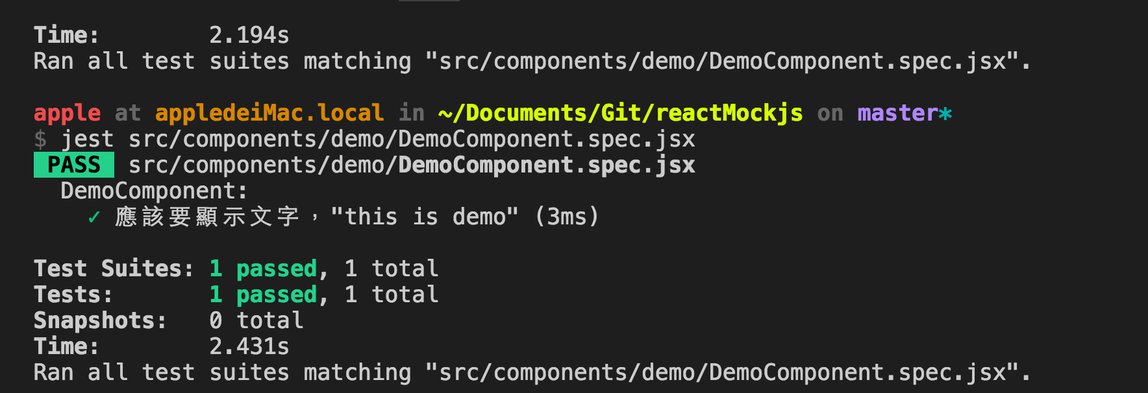 Time:        2.194s
Ran all test suites matching "src/components/demo/DemoComponent.spec.jsx".
apple at appledeiMac.local in ~/Documents/Git/reactMockjs on master*
$ jest src/components/demo/DemoComponent.spec.jsx
PASS src/components/demo/DemoComponent.spec.jsx
DemoComponent:
✓ 應該要顯示文字，"this is demo" (3ms)
Test Suites: 1 passed, 1 total
Tests:       1 passed, 1 total
Snapshots:   0 total
Time:        2.431s
Ran all test suites matching "src/components/demo/DemoComponent.spec.jsx".